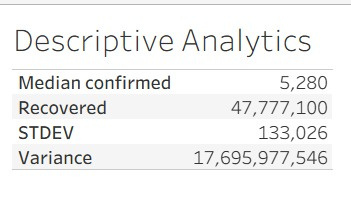 Descriptive Analytics
Median confirmed 5,280
Recovered 47,777,100
STDEV 133,026
Variance 17,695,977,546